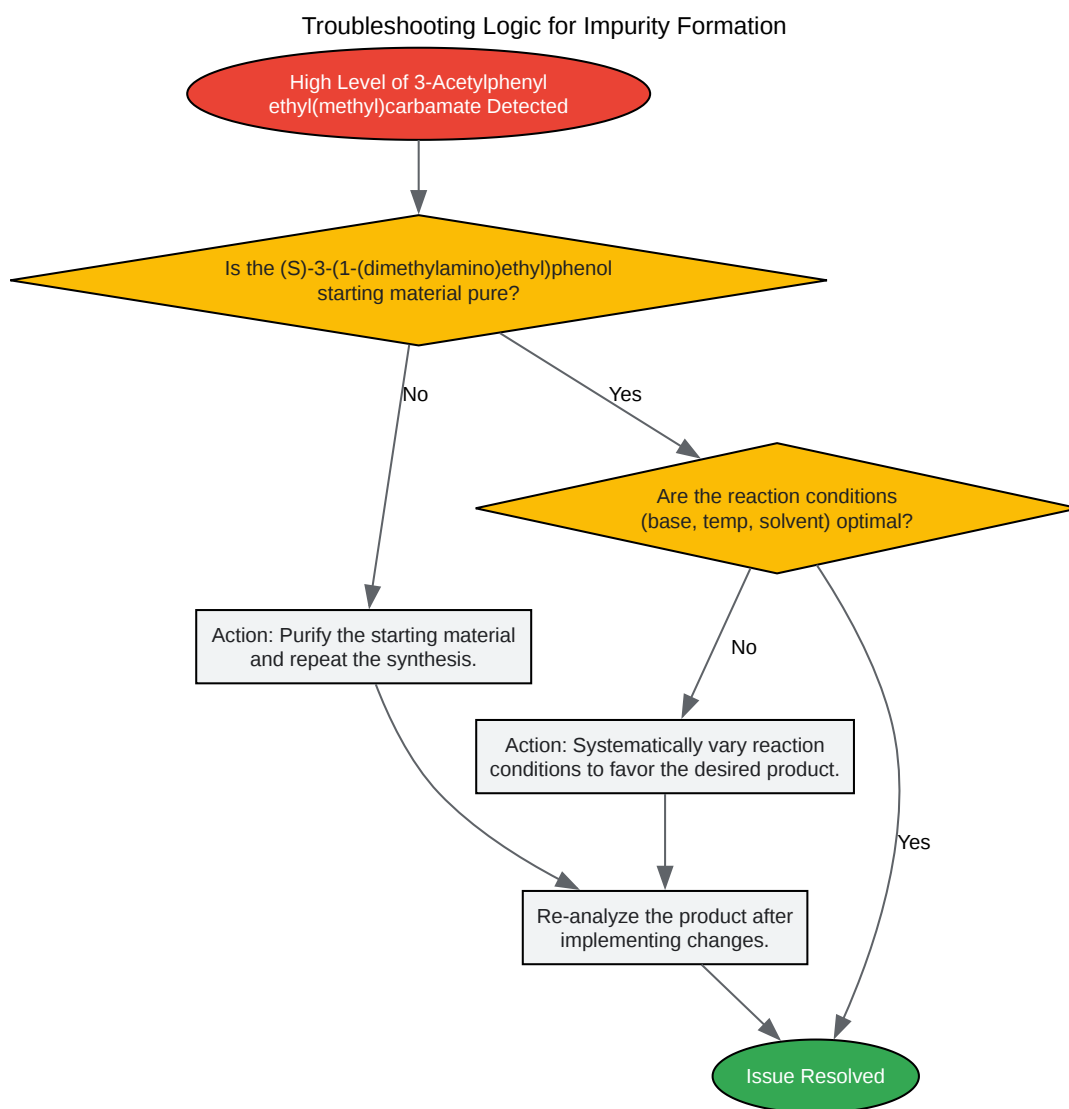 Troubleshooting Logic for Impurity Formation
High Level of 3-Acetylphenyl
ethyl(methyl)carbamate Detected
Is the (S)-3-(1-(dimethylamino)ethyl)phenol
starting material pure?
No
Yes
Are the reaction conditions
(base, temp, solvent) optimal?
Action: Purify the starting material
and repeat the synthesis.
No
Action: Systematically vary reaction
conditions to favor the desired product.
Yes
Re-analyze the product after
implementing changes.
Issue Resolved